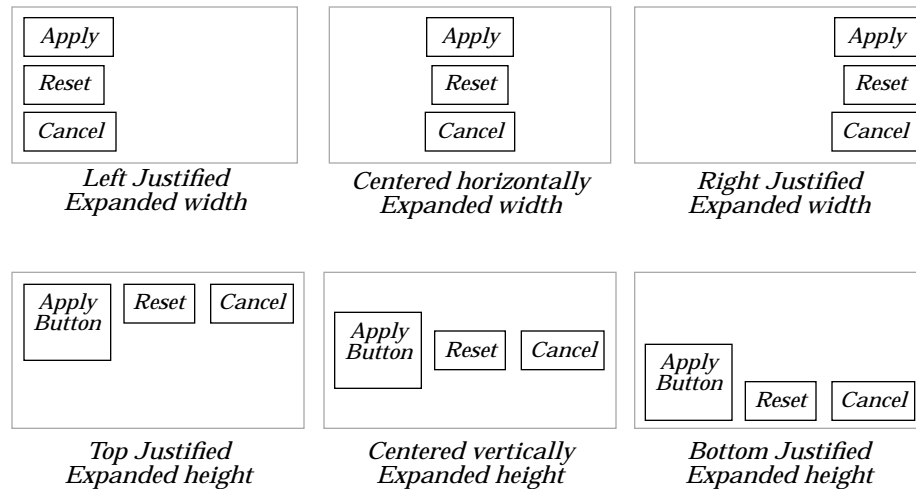 Apply
Reset
Cancel
Left Justified
Expanded width
Apply
Reset
Cancel
Centered horizontally
Expanded width
Apply
Reset
Cancel
Right Justified
Expanded width
Apply
Button
Reset
Cancel
Top Justified
Expanded height
Apply
Button
Reset
Cancel
Centered vertically
Expanded height
Apply
Button
Reset
Cancel
Bottom Justified
Expanded height